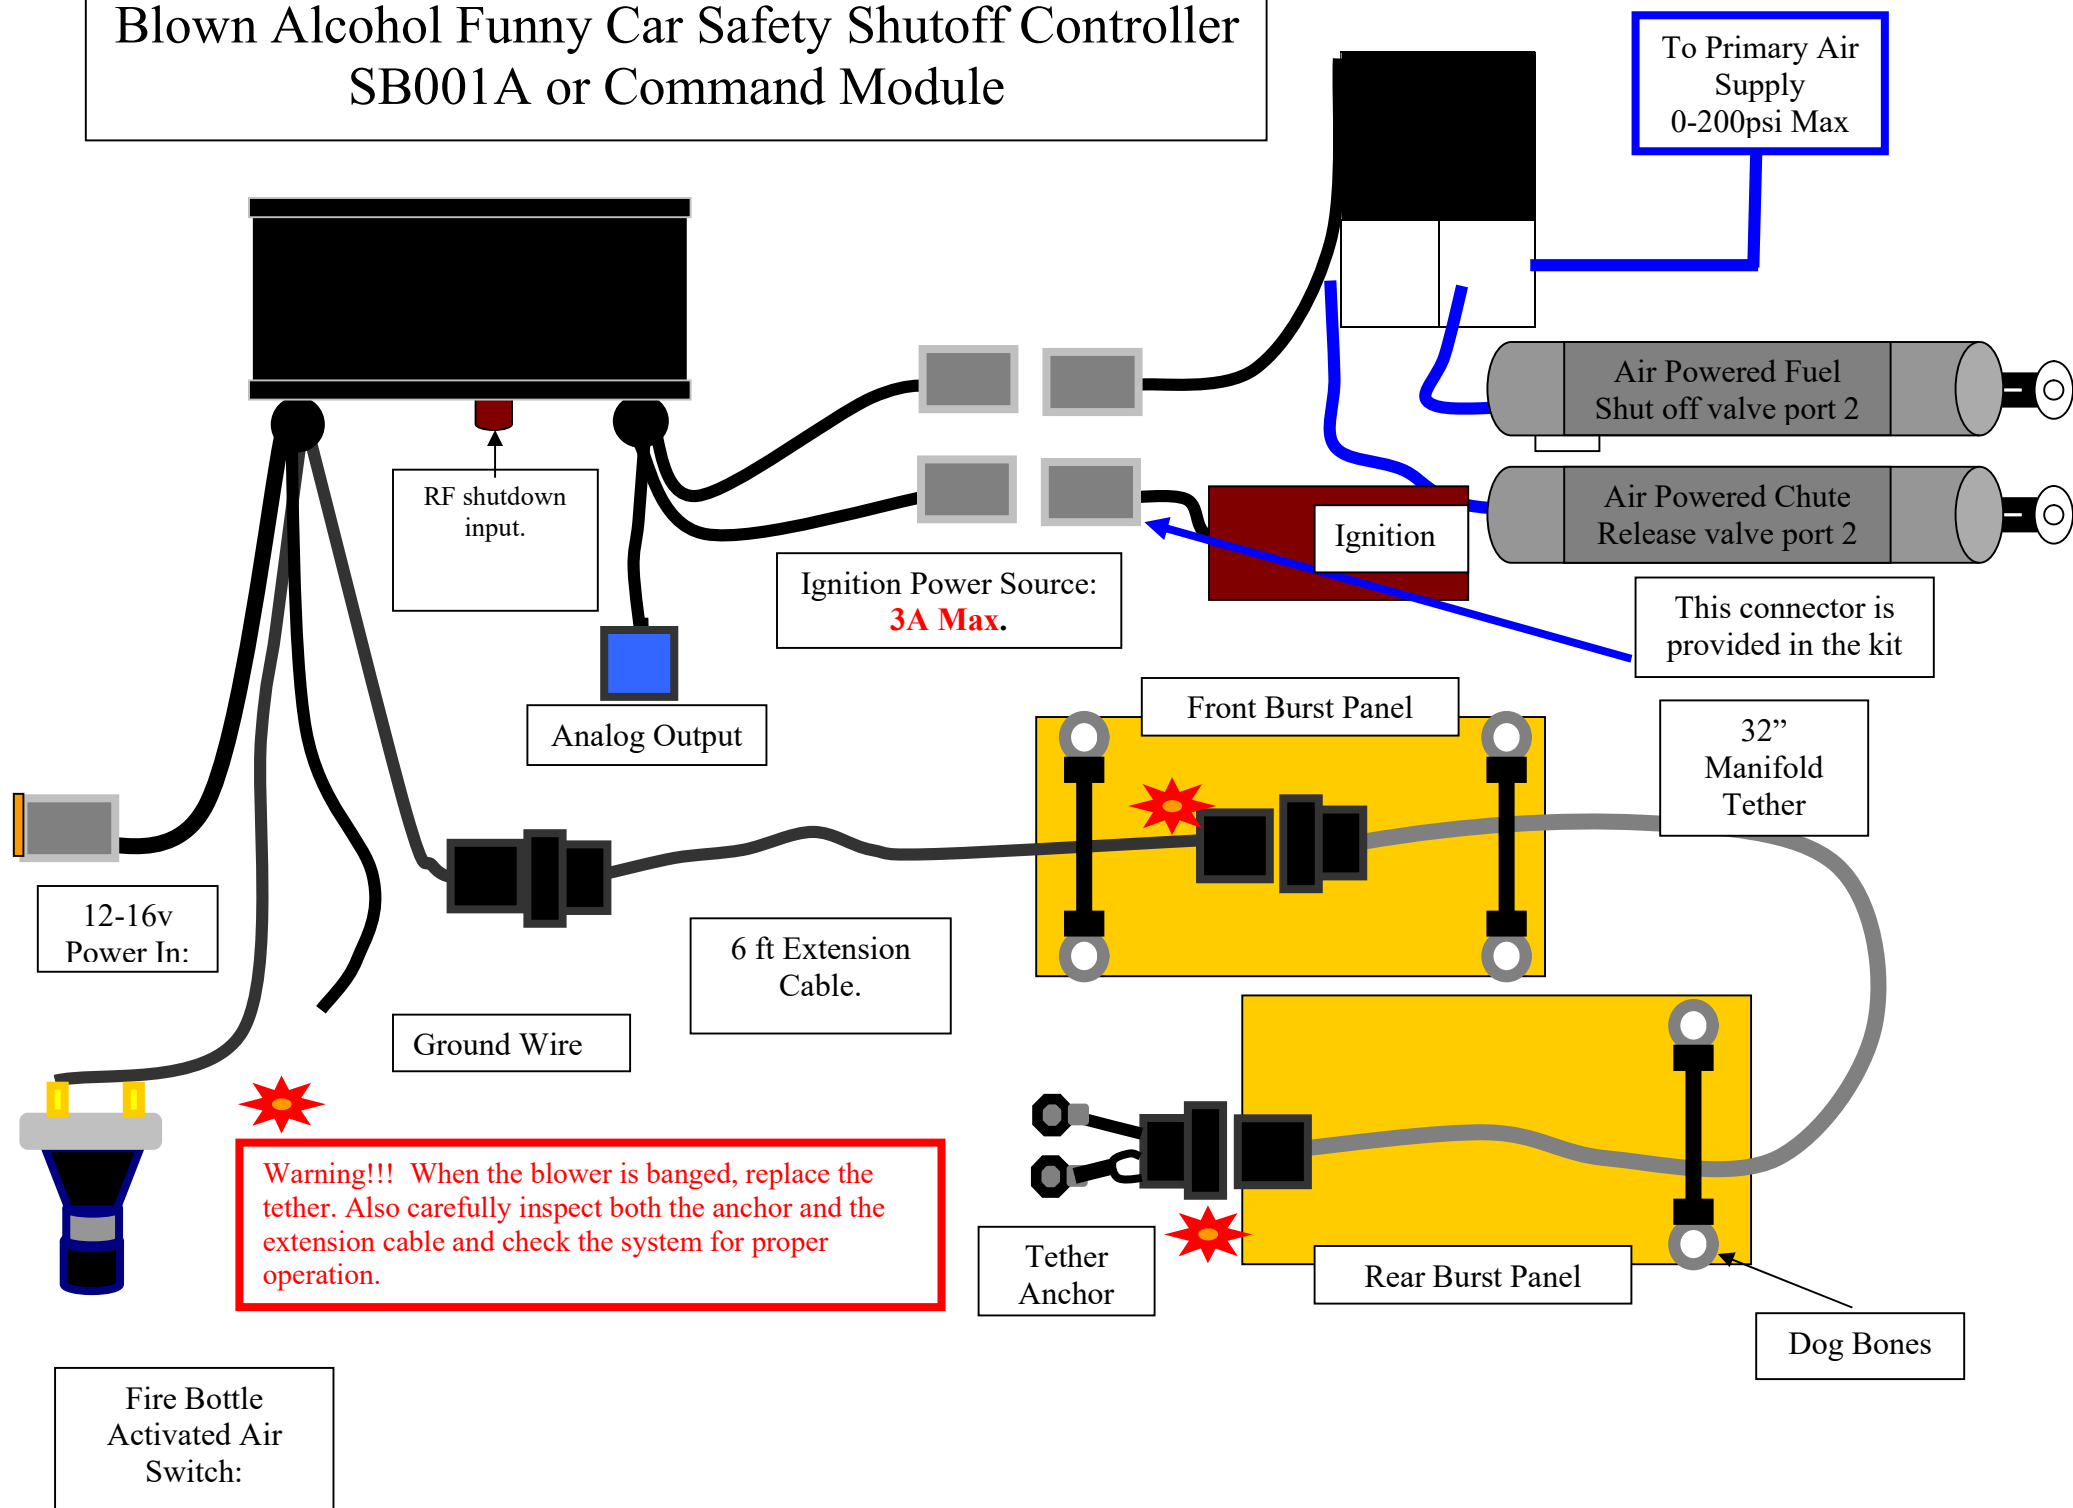 Blown Alcohol Funny Car Safety Shutoff Controller
SB001A or Command Module
To Primary Air
Supply
0-200psi Max
Air Powered Fuel
Shut off valve port 2
Air Powered Chute
Release valve port 2
RF shutdown
input.
Ignition
Ignition Power Source:
3A Max.
This connector is
provided in the kit
Analog Output
Front Burst Panel
32”
Manifold
Tether
12-16v
Power In:
6 ft Extension
Cable.
Ground Wire
Warning!!!  When the blower is banged, replace the
tether. Also carefully inspect both the anchor and the
extension cable and check the system for proper
operation.
Tether
Anchor
Rear Burst Panel
Dog Bones
Fire Bottle
Activated Air
Switch: